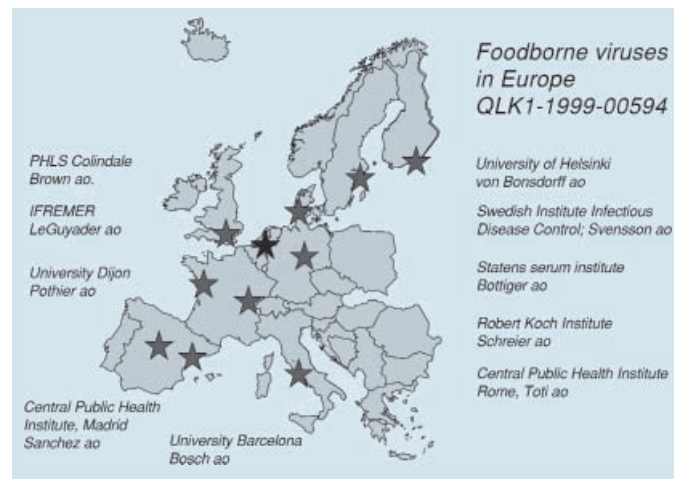 Foodborne viruses
in Europe
QLK1-1999-00594
PHLS Colindale
Brown ao.
IFREMER
LeGuyader ao
University Dijon
Pothier ao
Central Public Health
Institute, Madrid
Sanchez ao
University Barcelona
Bosch ao
University of Helsinki
von Bonsdorff ao
Swedish Institute Infectious
Disease Control; Svensson ao
Statens serum institute
Bottiger ao
Robert Koch Institute
Schreier ao
Central Public Health Institute
Rome, Toti ao